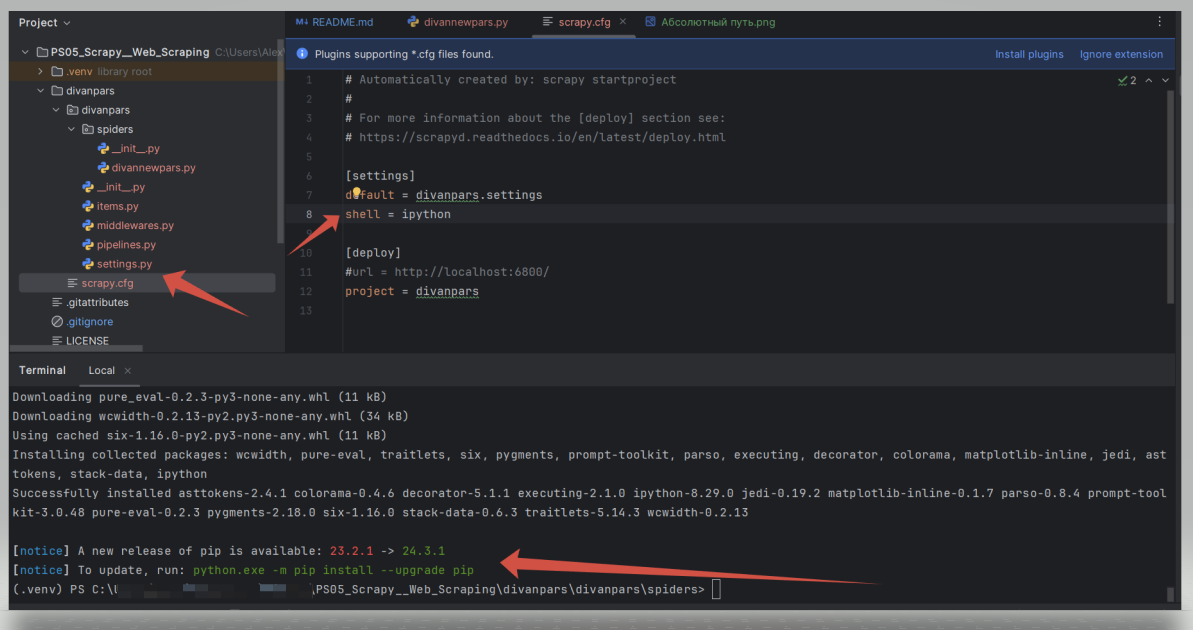 Project
README.md
divannewpars.py
scrapy.cfg
Абсолютный путь.png
PS05_Scrapy__Web_Scraping C:\Users\Alex
.venv library root
divanpars
divanpars
spiders
__init__.py
divannewpars.py
__init__.py
items.py
middlewares.py
pipelines.py
settings.py
scrapy.cfg
.gitattributes
.gitignore
LICENSE
Plugins supporting *.cfg files found.
Install plugins
Ignore extension
2
1 # Automatically created by: scrapy startproject
2 #
3 # For more information about the [deploy] section see:
4 # https://scrapyd.readthedocs.io/en/latest/deploy.html
5
6 [settings]
7 default = divanpars.settings
8 shell = ipython
9
10 [deploy]
11 #url = http://localhost:6800/
12 project = divanpars
13
Terminal
Local
Downloading pure_eval-0.2.3-py3-none-any.whl (11 kB)
Downloading wcwidth-0.2.13-py2.py3-none-any.whl (34 kB)
Using cached six-1.16.0-py2.py3-none-any.whl (11 kB)
Installing collected packages: wcwidth, pure-eval, traitlets, six, pygments, prompt-toolkit, parso, executing, decorator, colorama, matplotlib-inline, jedi, ast
tokens, stack-data, ipython
Successfully installed asttokens-2.4.1 colorama-0.4.6 decorator-5.1.1 executing-2.1.0 ipython-8.29.0 jedi-0.19.2 matplotlib-inline-0.1.7 parso-0.8.4 prompt-tool
kit-3.0.48 pure-eval-0.2.3 pygments-2.18.0 six-1.16.0 stack-data-0.6.3 traitlets-5.14.3 wcwidth-0.2.13
[notice] A new release of pip is available: 23.2.1 -> 24.3.1
[notice] To update, run: python.exe -m pip install --upgrade pip
(.venv) PS C:\ \PS05_Scrapy__Web_Scraping\divanpars\divanpars\spiders>